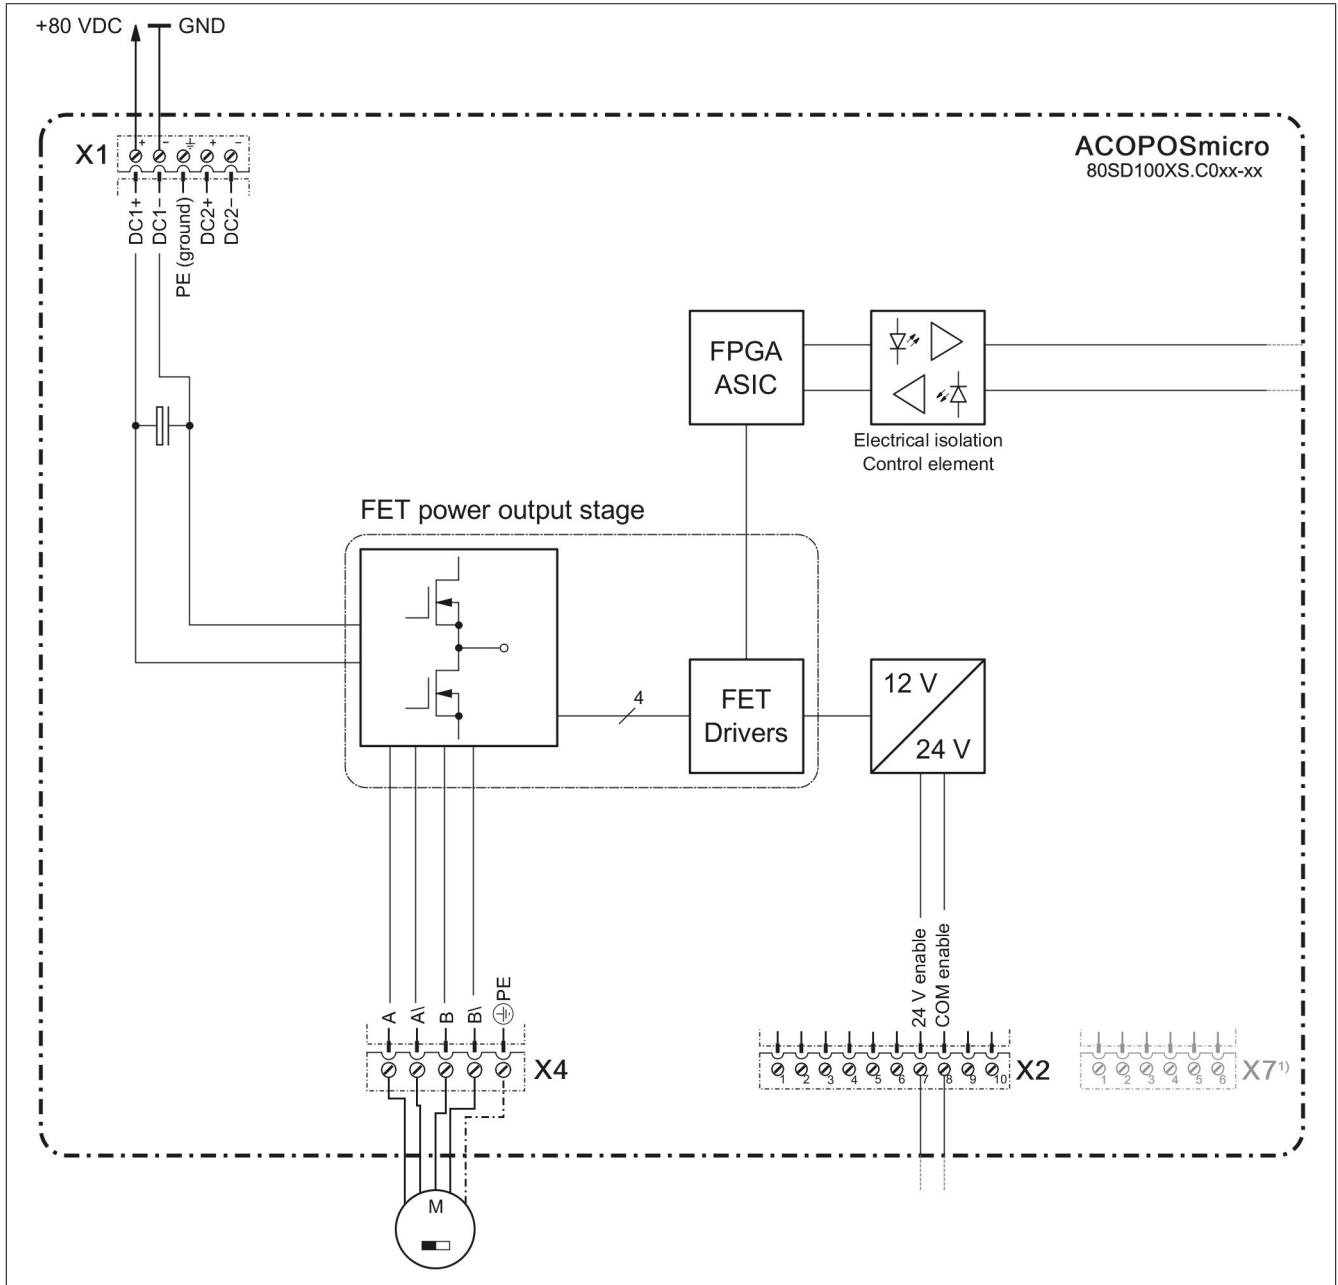 +80 VDC GND
ACOPOSmicro
80SD100XS.C0xx-xx
X1
+ − + −
DC1+
DC1−
PE (ground)
DC2+
DC2−
FPGA
ASIC
Electrical isolation
Control element
FET power output stage
4
FET
Drivers
12 V
24 V
24 V enable
COM enable
A
A\
B
B\
PE
X4
1 2 3 4 5 6 7 8 9 10
X2
1 2 3 4 5 6
X7¹⁾
M